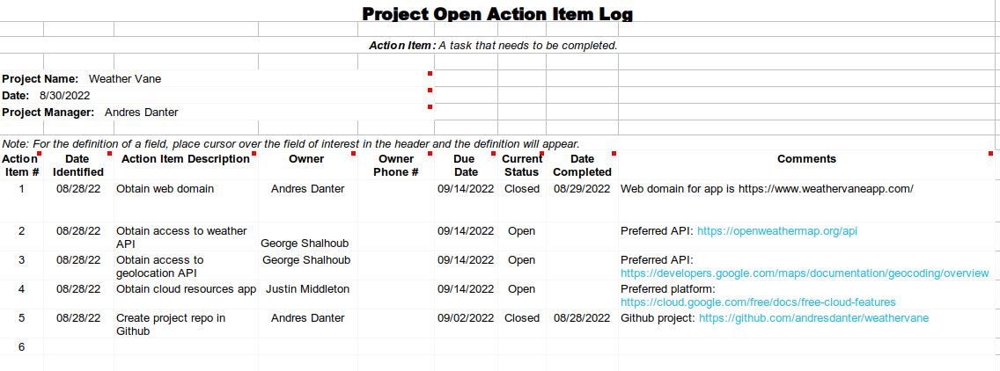 Project Open Action Item Log
Action Item: A task that needs to be completed.
Project Name: Weather Vane
Date: 8/30/2022
Project Manager: Andres Danter
Note: For the definition of a field, place cursor over the field of interest in the header and the definition will appear.
Action Date Action Item Description Owner Owner Due Current Date Comments
Item # Identified Phone # Date Status Completed
1 08/28/22 Obtain web domain Andres Danter 09/14/2022 Closed 08/29/2022 Web domain for app is https://www.weathervaneapp.com/
2 08/28/22 Obtain access to weather 09/14/2022 Open Preferred API: https://openweathermap.org/api
API George Shalhoub
3 08/28/22 Obtain access to George Shalhoub 09/14/2022 Open Preferred API:
geolocation API https://developers.google.com/maps/documentation/geocoding/overview
4 08/28/22 Obtain cloud resources app Justin Middleton 09/14/2022 Open Preferred platform:
https://cloud.google.com/free/docs/free-cloud-features
5 08/28/22 Create project repo in Andres Danter 09/02/2022 Closed 08/28/2022 Github project: https://github.com/andresdanter/weathervane
Github
6